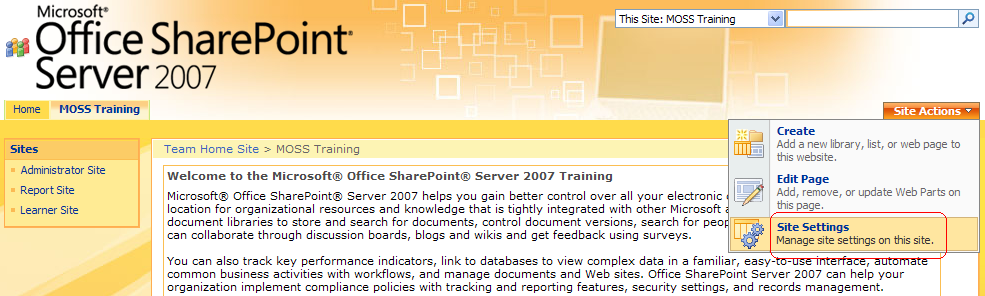 Microsoft®
Office SharePoint®
Server 2007
This Site: MOSS Training
Home
MOSS Training
Site Actions
Sites
Administrator Site
Report Site
Learner Site
Team Home Site > MOSS Training
Welcome to the Microsoft® Office SharePoint® Server 2007 Training
Microsoft® Office SharePoint® Server 2007 helps you gain better control over all your electronic
location for organizational resources and knowledge that is tightly integrated with other Microsoft
document libraries to store and search for documents, control document versions, search for
can collaborate through discussion boards, blogs and wikis and get feedback using surveys.
You can also track key performance indicators, link to databases to view complex data in a familiar, easy-to-use interface, automate
common business activities with workflows, and manage documents and Web sites. Office SharePoint Server 2007 can help your
organization implement compliance policies with tracking and reporting features, security settings, and records management.
Create
Add a new library, list, or web page to
this website.
Edit Page
Add, remove, or update Web Parts on
this page.
Site Settings
Manage site settings on this site.